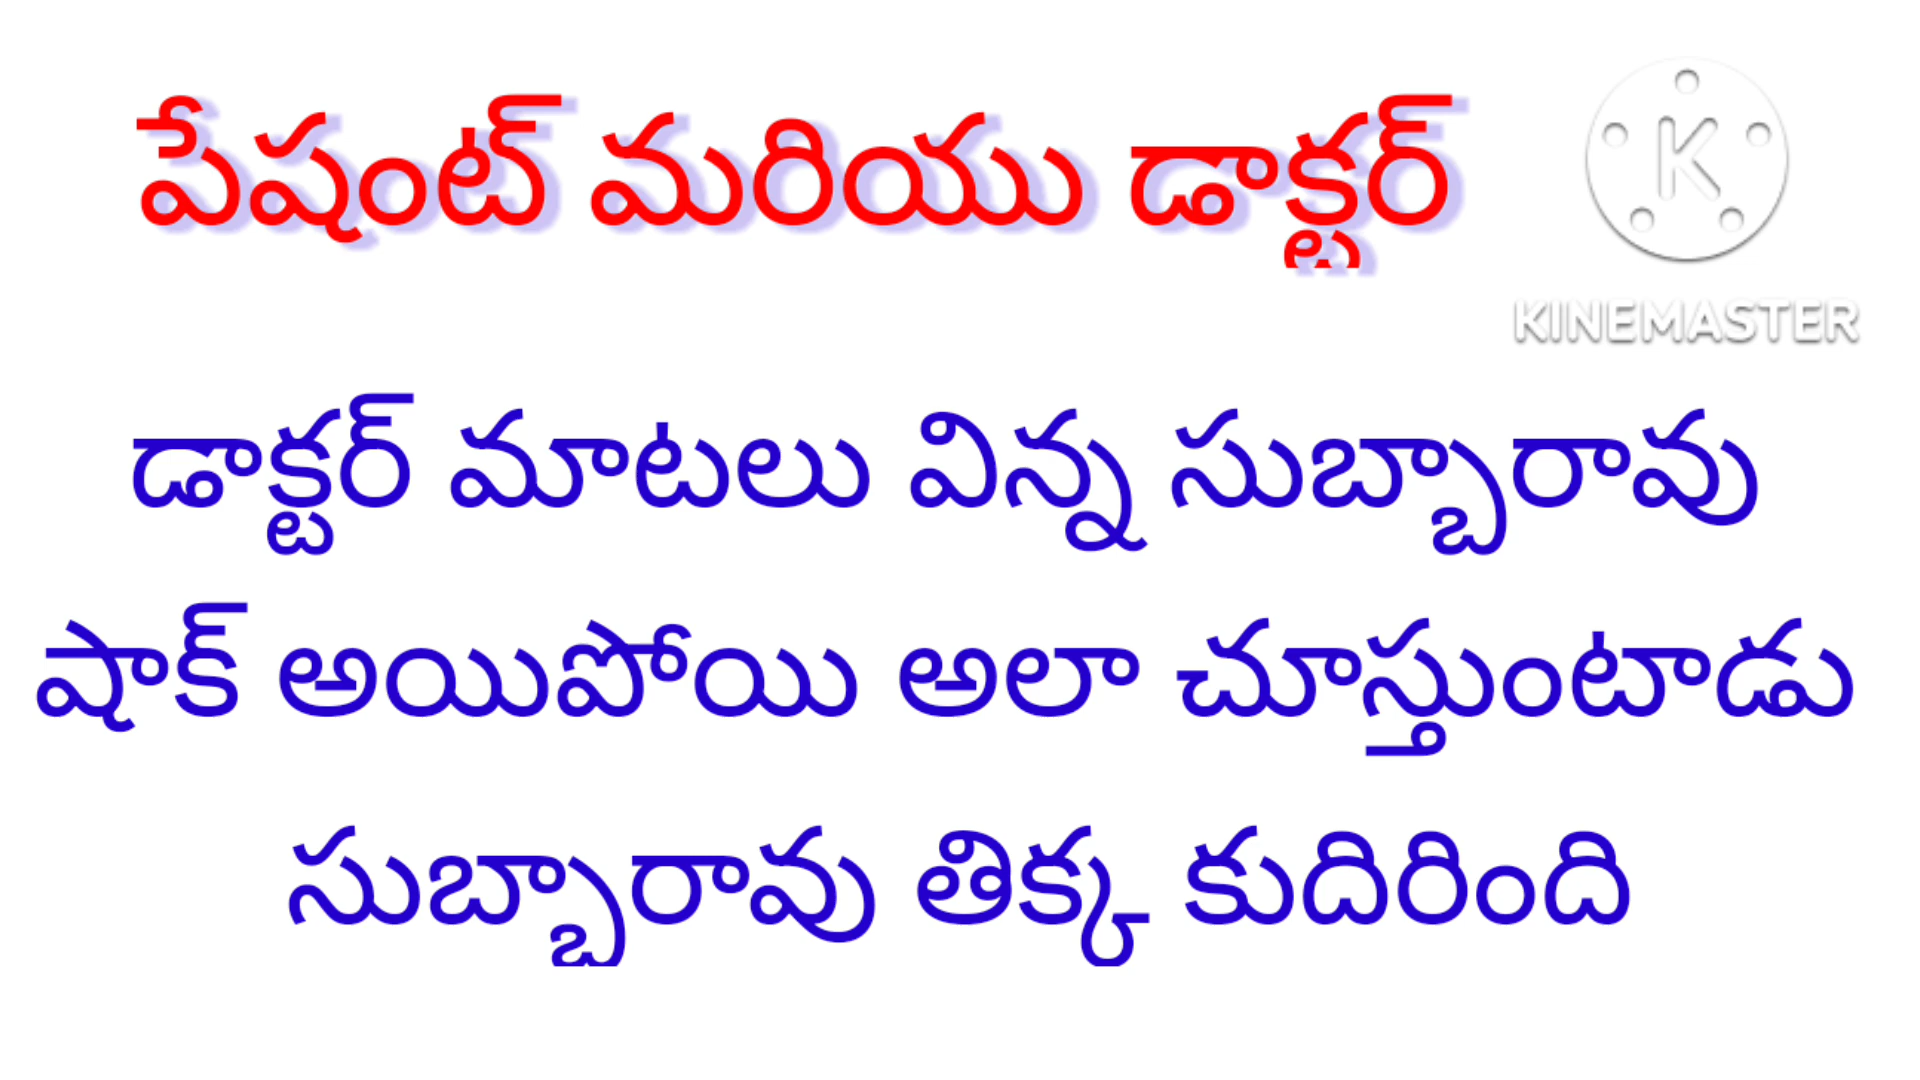 పేషంట్ మరియు డాక్టర్
KINEMASTER
డాక్టర్ మాటలు విన్న సుబ్బారావు
షాక్ అయిపోయి అలా చూస్తుంటాడు
సుబ్బారావు తిక్క కుదిరింది